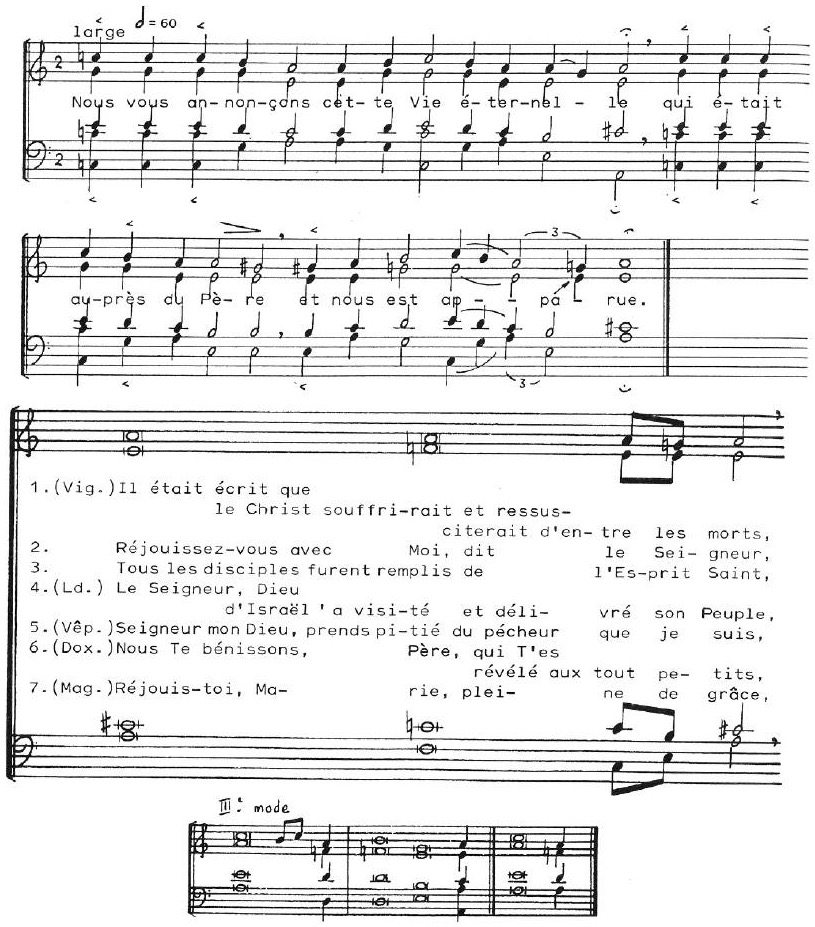 large 𝅗𝅥=60
Nous vous an-non-çons cet-te Vie é-ter-nel - le qui é-tait
3
au-près du Pè- re et nous est ap - - pa - rue.
3
1.(Vig.)Il était écrit que
le Christ souffri-rait et ressus-
citerait d'en-tre les morts,
2. Réjouissez-vous avec Moi, dit le Sei-gneur,
3. Tous les disciples furent remplis de l'Es-prit Saint,
4.(Ld.) Le Seigneur, Dieu
d'Israël 'a visi-té et déli- vré son Peuple,
5.(Vêp.)Seigneur mon Dieu, prends pi-tié du pécheur que je suis,
6.(Dox.)Nous Te bénissons, Père, qui T'es
révélé aux tout pe- tits,
7.(Mag.)Réjouis-toi, Ma- rie, plei- ne de grâce,
III: mode